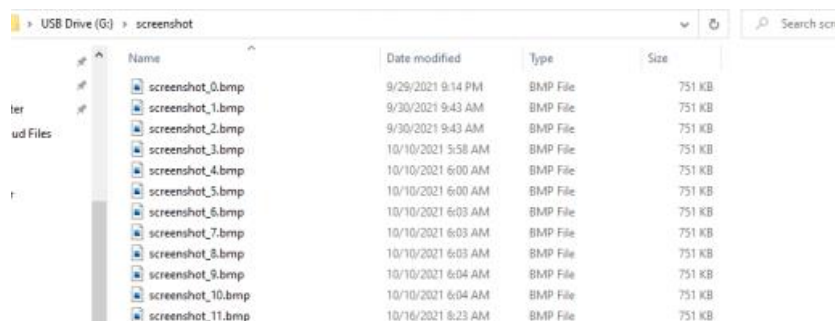 USB Drive (G:) > screenshot
Search scr
Name Date modified Type Size
screenshot_0.bmp 9/29/2021 9:14 PM BMP File 751 KB
screenshot_1.bmp 9/30/2021 9:43 AM BMP File 751 KB
ter screenshot_2.bmp 9/30/2021 9:43 AM BMP File 751 KB
ud Files screenshot_3.bmp 10/10/2021 5:58 AM BMP File 751 KB
screenshot_4.bmp 10/10/2021 6:00 AM BMP File 751 KB
screenshot_5.bmp 10/10/2021 6:00 AM BMP File 751 KB
screenshot_6.bmp 10/10/2021 6:03 AM BMP File 751 KB
screenshot_7.bmp 10/10/2021 6:03 AM BMP File 751 KB
screenshot_8.bmp 10/10/2021 6:03 AM BMP File 751 KB
screenshot_9.bmp 10/10/2021 6:04 AM BMP File 751 KB
screenshot_10.bmp 10/10/2021 6:04 AM BMP File 751 KB
screenshot_11.bmp 10/16/2021 8:23 AM BMP File 751 KB